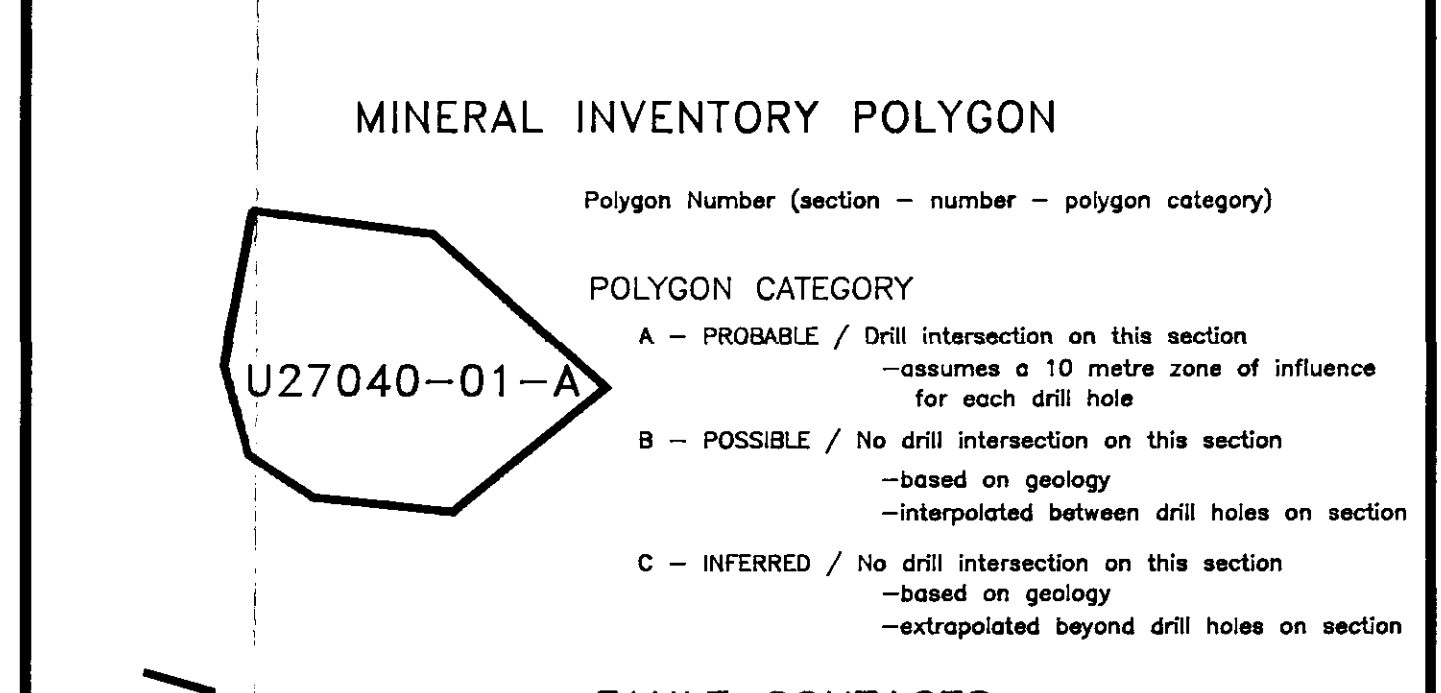 MINERAL INVENTORY POLYGON
Polygon Number (section — number — polygon category)
POLYGON CATEGORY
A — PROBABLE / Drill intersection on this section
—assumes a 10 metre zone of influence
for each drill hole
U27040-01-A
B — POSSIBLE / No drill intersection on this section
—based on geology
—interpolated between drill holes on section
C — INFERRED / No drill intersection on this section
—based on geology
—extrapolated beyond drill holes on section